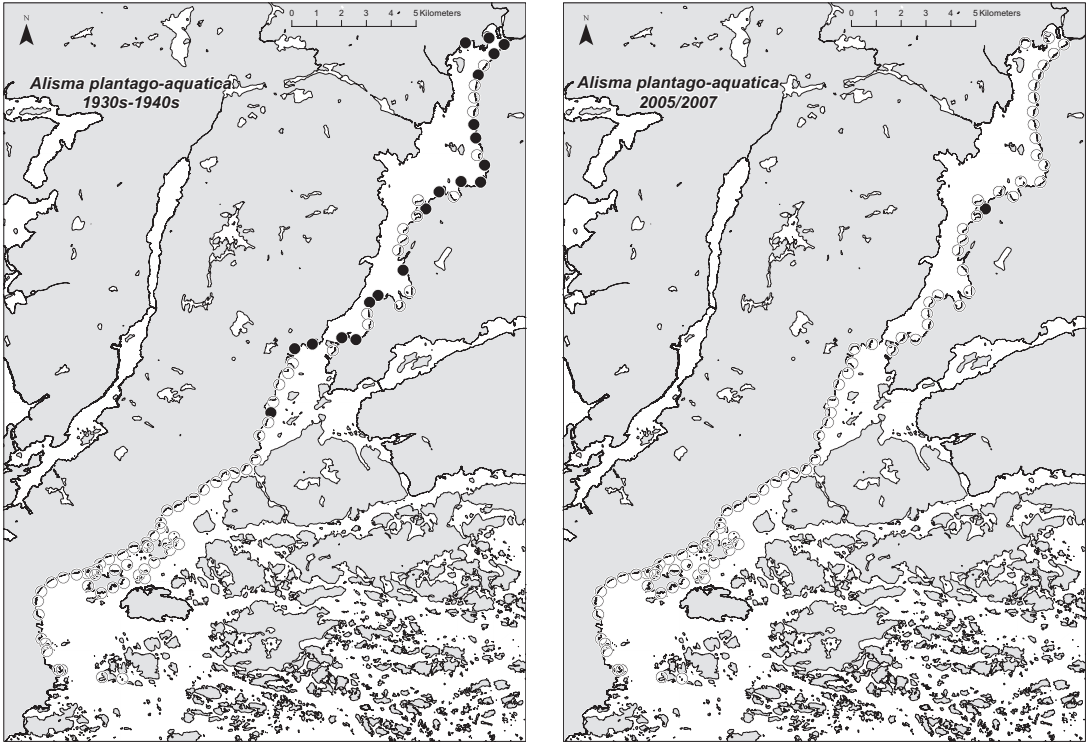 N
0 1 2 3 4 5 Kilometers
Alisma plantago-aquatica
1930s-1940s
N
0 1 2 3 4 5 Kilometers
Alisma plantago-aquatica
2005/2007